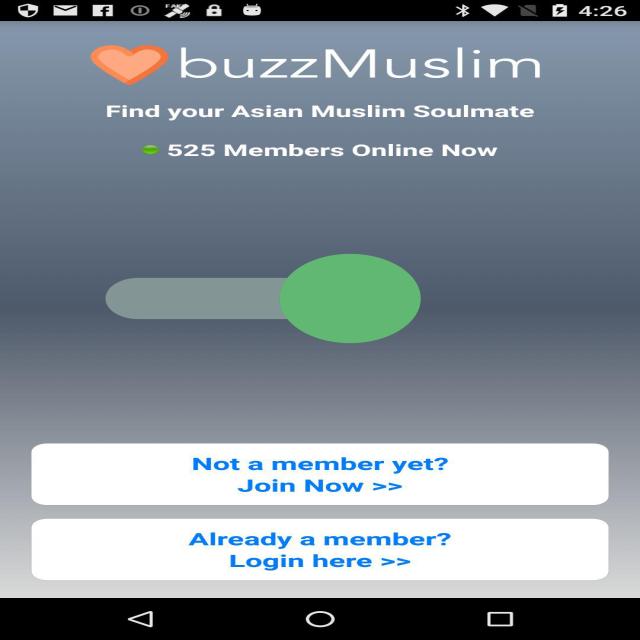 4:26
buzzMuslim
Find your Asian Muslim Soulmate
525 Members Online Now
Not a member yet?
Join Now >>
Already a member?
Login here >>